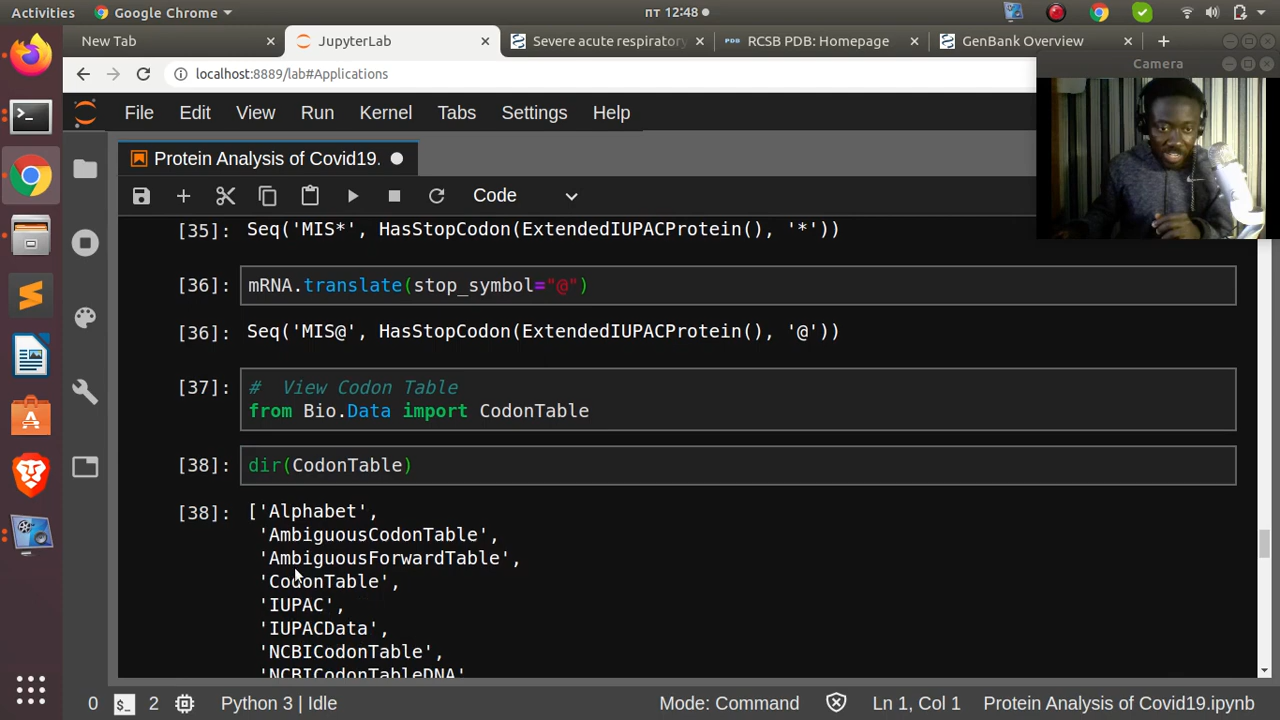 Activities Google Chrome пт 12:48
New Tab JupyterLab Severe acute respiratory RCSB PDB: Homepage GenBank Overview
localhost:8889/lab#Applications
Camera
File Edit View Run Kernel Tabs Settings Help
Protein Analysis of Covid19.
Code
[35]: Seq('MIS*', HasStopCodon(ExtendedIUPACProtein(), '*'))
[36]: mRNA.translate(stop_symbol="@")
[36]: Seq('MIS@', HasStopCodon(ExtendedIUPACProtein(), '@'))
[37]: # View Codon Table
from Bio.Data import CodonTable
[38]: dir(CodonTable)
[38]: ['Alphabet',
'AmbiguousCodonTable',
'AmbiguousForwardTable',
'CodonTable',
'IUPAC',
'IUPACData',
'NCBICodonTable',
'NCBICodonTableDNA'
0 $_ 2 Python 3 | Idle Mode: Command Ln 1, Col 1 Protein Analysis of Covid19.ipynb